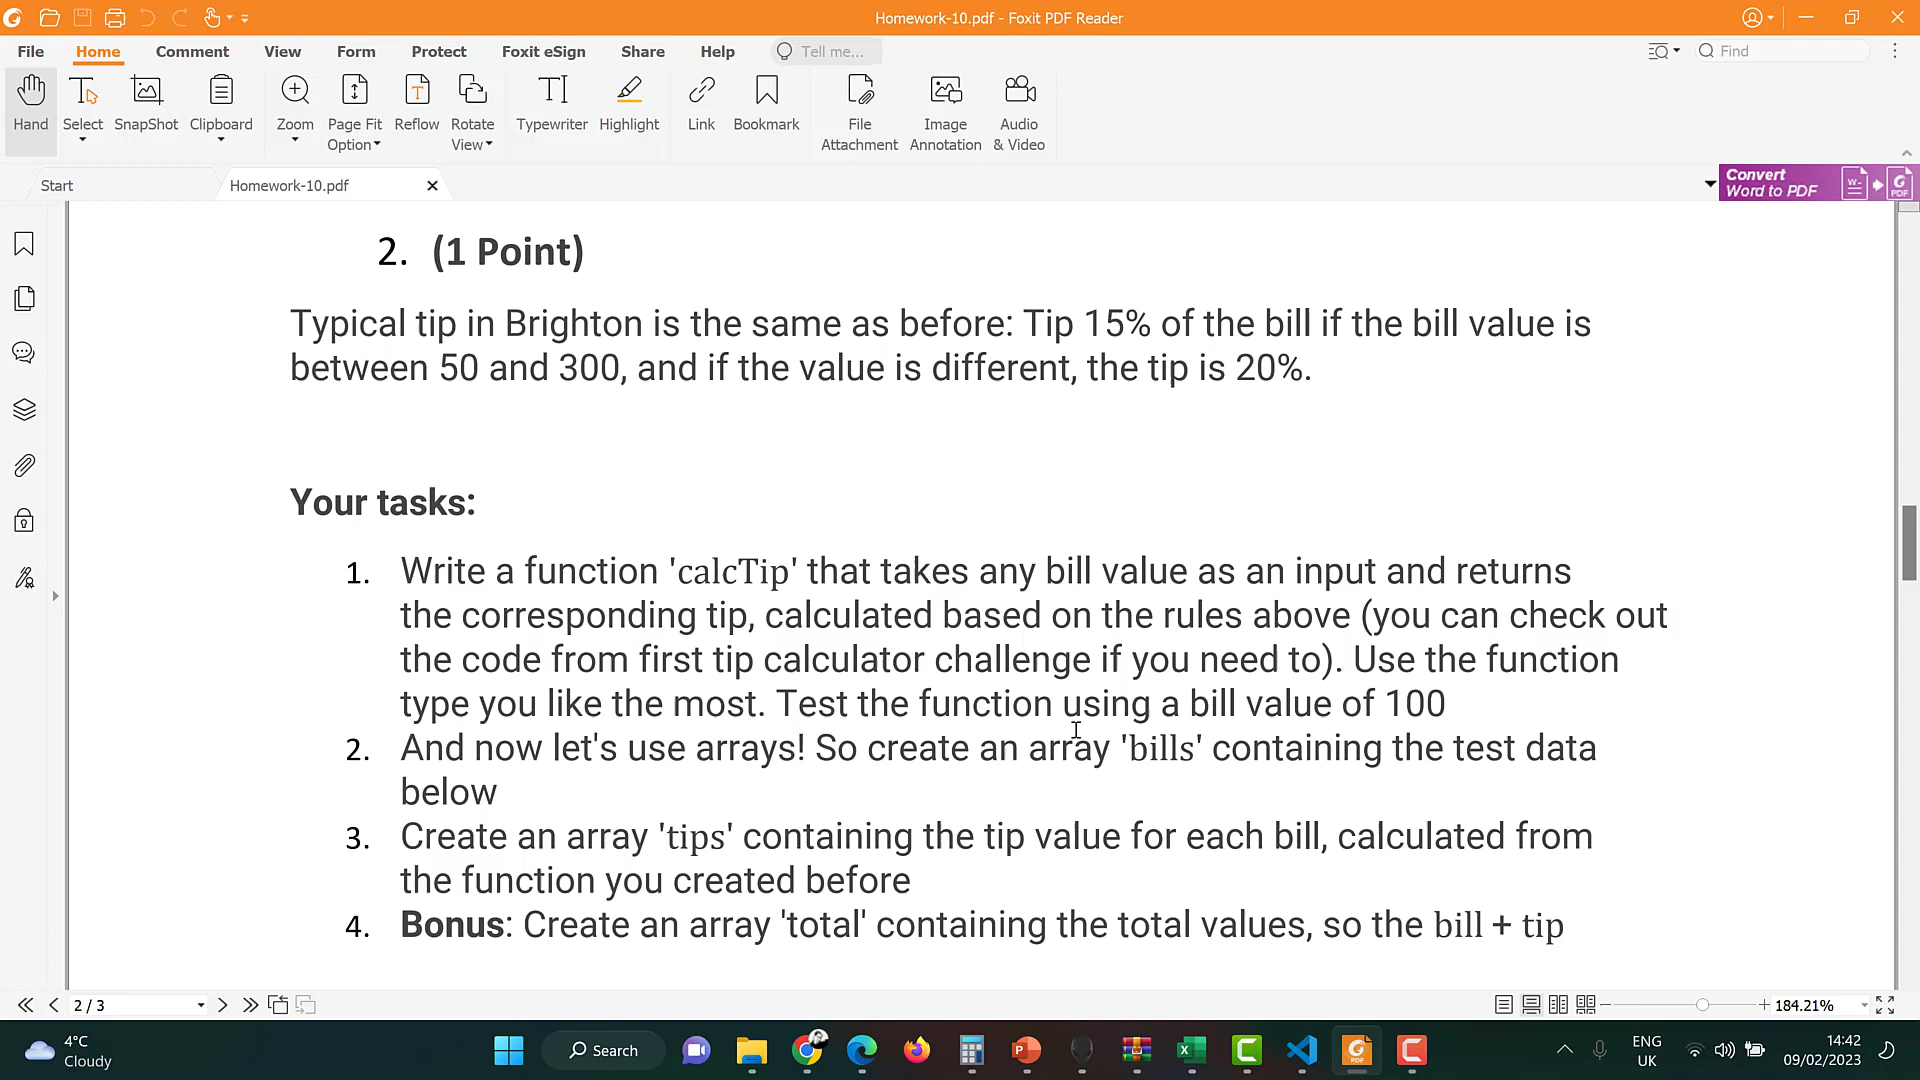 Homework-10.pdf - Foxit PDF Reader
File Home Comment View Form Protect Foxit eSign Share Help Tell me... Find
Hand Select SnapShot Clipboard Zoom Page Fit Option Reflow Rotate View Typewriter Highlight Link Bookmark File Attachment Image Annotation Audio & Video
Start Homework-10.pdf
Convert
Word to PDF
2. (1 Point)
Typical tip in Brighton is the same as before: Tip 15% of the bill if the bill value is
between 50 and 300, and if the value is different, the tip is 20%.
Your tasks:
1. Write a function 'calcTip' that takes any bill value as an input and returns
the corresponding tip, calculated based on the rules above (you can check out
the code from first tip calculator challenge if you need to). Use the function
type you like the most. Test the function using a bill value of 100
2. And now let's use arrays! So create an array 'bills' containing the test data
below
3. Create an array 'tips' containing the tip value for each bill, calculated from
the function you created before
4. Bonus: Create an array 'total' containing the total values, so the bill + tip
2 / 3 184.21%
4°C
Cloudy
Search
ENG
UK
14:42
09/02/2023